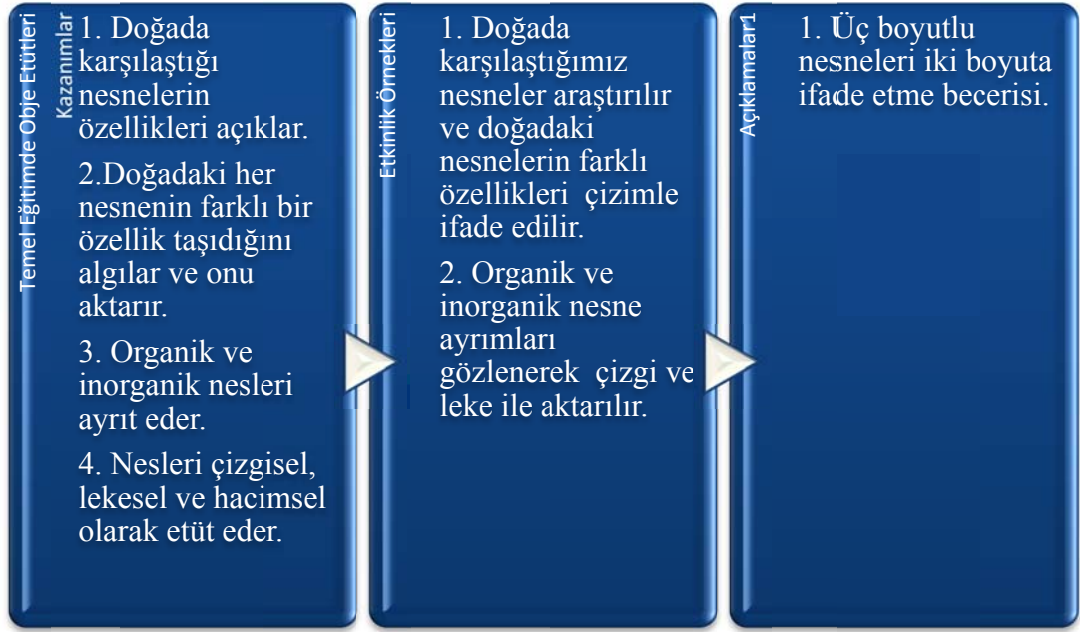 Temel Eğitimde Obje Etütleri
Kazanımlar
1. Doğada
karşılaştığı
nesnelerin
özellikleri açıklar.
2.Doğadaki her
nesnenin farklı bir
özellik taşıdığını
algılar ve onu
aktarır.
3. Organik ve
inorganik nesleri
ayrıt eder.
4. Nesleri çizgisel,
lekesel ve hacimsel
olarak etüt eder.
Etkinlik Örnekleri
1. Doğada
karşılaştığımız
nesneler araştırılır
ve doğadaki
nesnelerin farklı
özellikleri çizimle
ifade edilir.
2. Organik ve
inorganik nesne
ayrımları
gözlenerek çizgi ve
leke ile aktarılır.
Açıklamalar1
1. Üç boyutlu
nesneleri iki boyuta
ifade etme becerisi.